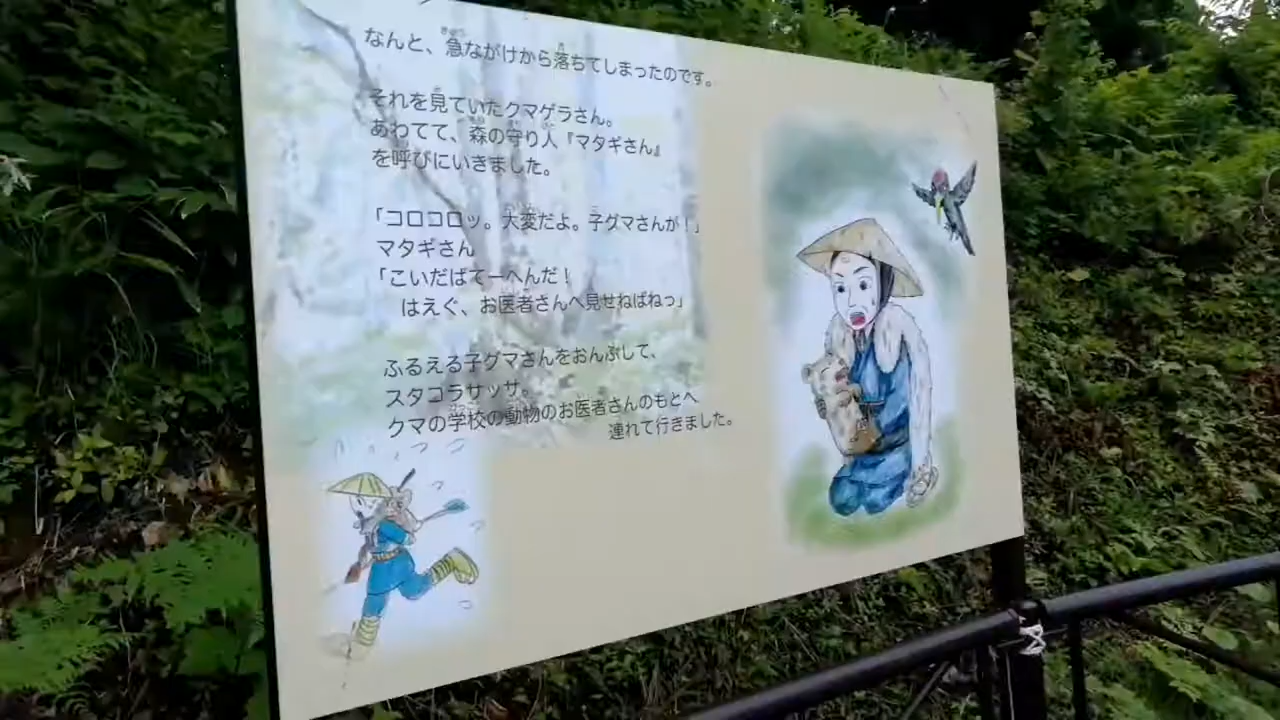 なんと、急ながけから落ちてしまったのです。
それを見ていたクマゲラさん。
あわてて、森の守り人『マタギさん』
を呼びにいきました。
「コロコロッ。大変だよ。子グマさんが！」
マタギさん
「こいだばてーへんだ！
はえぐ、お医者さんへ見せねばねっ」
ふるえる子グマさんをおんぶして、
スタコラサッサ。
クマの学校の動物のお医者さんのもとへ
連れて行きました。